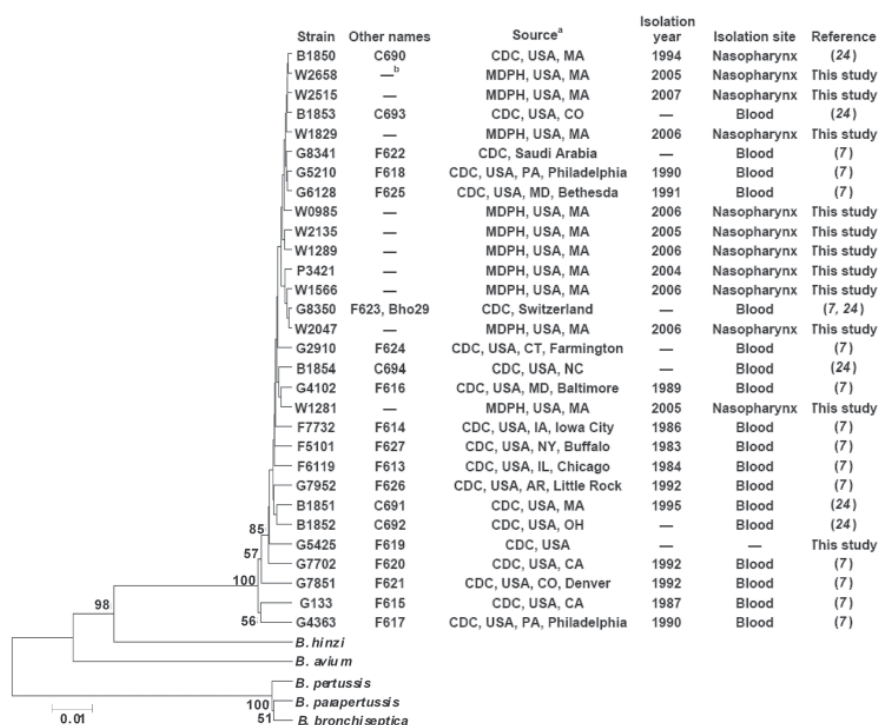 Strain Other names Sourceᵃ Isolation year Isolation site Reference
B1850 C690 CDC, USA, MA 1994 Nasopharynx (24)
W2658 —ᵇ MDPH, USA, MA 2005 Nasopharynx This study
W2515 — MDPH, USA, MA 2007 Nasopharynx This study
B1853 C693 CDC, USA, CO — Blood (24)
W1829 — MDPH, USA, MA 2006 Nasopharynx This study
G8341 F622 CDC, Saudi Arabia — Blood (7)
G5210 F618 CDC, USA, PA, Philadelphia 1990 Blood (7)
G6128 F625 CDC, USA, MD, Bethesda 1991 Blood (7)
W0985 — MDPH, USA, MA 2006 Nasopharynx This study
W2135 — MDPH, USA, MA 2005 Nasopharynx This study
W1289 — MDPH, USA, MA 2006 Nasopharynx This study
P3421 — MDPH, USA, MA 2004 Nasopharynx This study
W1566 — MDPH, USA, MA 2006 Nasopharynx This study
G8350 F623, Bho29 CDC, Switzerland — Blood (7, 24)
W2047 — MDPH, USA, MA 2006 Nasopharynx This study
G2910 F624 CDC, USA, CT, Farmington — Blood (7)
B1854 C694 CDC, USA, NC — Blood (24)
G4102 F616 CDC, USA, MD, Baltimore 1989 Blood (7)
W1281 — MDPH, USA, MA 2005 Nasopharynx This study
F7732 F614 CDC, USA, IA, Iowa City 1986 Blood (7)
F5101 F627 CDC, USA, NY, Buffalo 1983 Blood (7)
F6119 F613 CDC, USA, IL, Chicago 1984 Blood (7)
G7952 F626 CDC, USA, AR, Little Rock 1992 Blood (7)
B1851 C691 CDC, USA, MA 1995 Blood (24)
B1852 C692 CDC, USA, OH — Blood (24)
85
G5425 F619 CDC, USA — — This study
57
G7702 F620 CDC, USA, CA 1992 Blood (7)
100 G7851 F621 CDC, USA, CO, Denver 1992 Blood (7)
98 G133 F615 CDC, USA, CA 1987 Blood (7)
56 G4363 F617 CDC, USA, PA, Philadelphia 1990 Blood (7)
B. hinzi
B. avium
B. pertussis
100 B. parapertussis
0.01 51 B. bronchiseptica